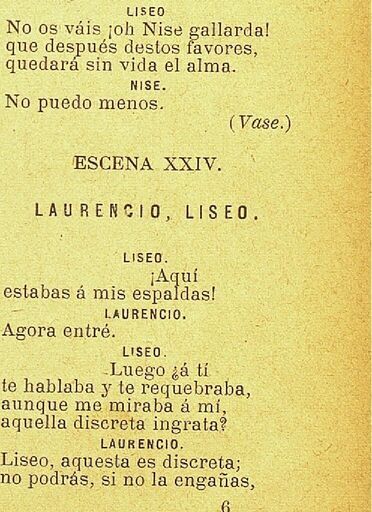 LISEO
No os váis ¡oh Nise gallarda!
que después destos favores,
quedará sin vida el alma.
NISE.
No puedo menos.
(Vase.)
ESCENA XXIV.
LAURENCIO, LISEO.
LISEO.
¡Aquí
estabas á mis espaldas!
LAURENCIO.
Agora entré.
LISEO.
Luego ¿á tí
te hablaba y te requebraba,
aunque me miraba á mí,
aquella discreta ingrata?
LAURENCIO.
Liseo, aquesta es discreta;
no podrás, si no la engañas,
6